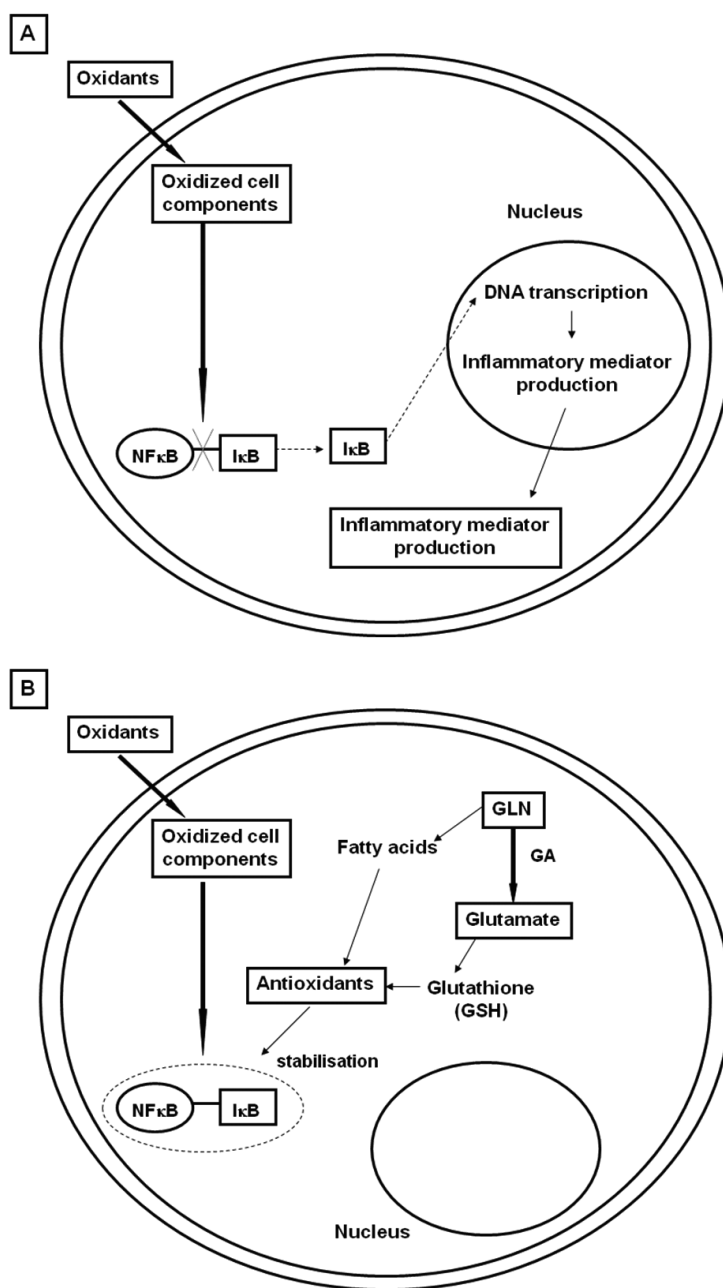 A
Oxidants
Oxidized cell
components
Nucleus
DNA transcription
Inflammatory mediator
production
NFκB
IκB
IκB
Inflammatory mediator
production
B
Oxidants
Oxidized cell
components
GLN
Fatty acids
GA
Glutamate
Antioxidants
Glutathione
(GSH)
stabilisation
NFκB
IκB
Nucleus